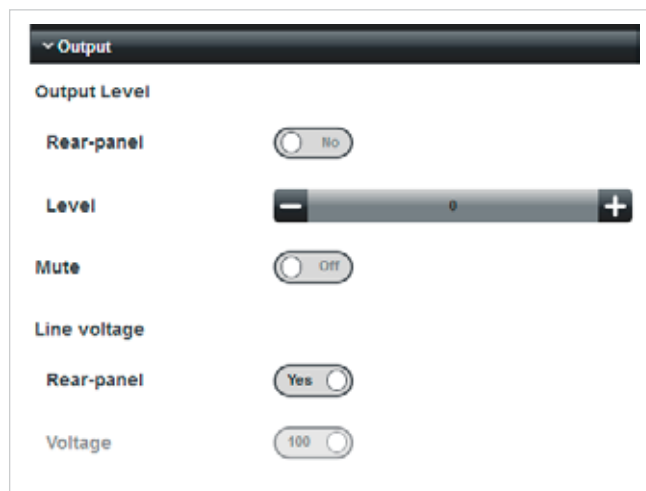 Output
Output Level
Rear-panel No
Level 0
Mute Off
Line voltage
Rear-panel Yes
Voltage 100